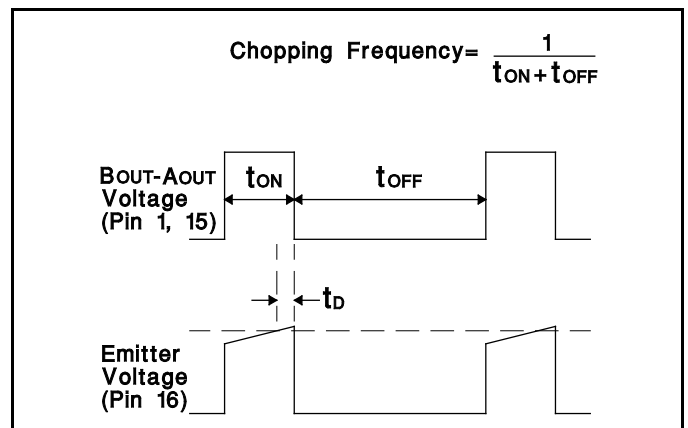 Chopping Frequency= 1
tON+tOFF
BOUT-AOUT
Voltage
(Pin 1, 15)
tON
tOFF
tD
Emitter
Voltage
(Pin 16)